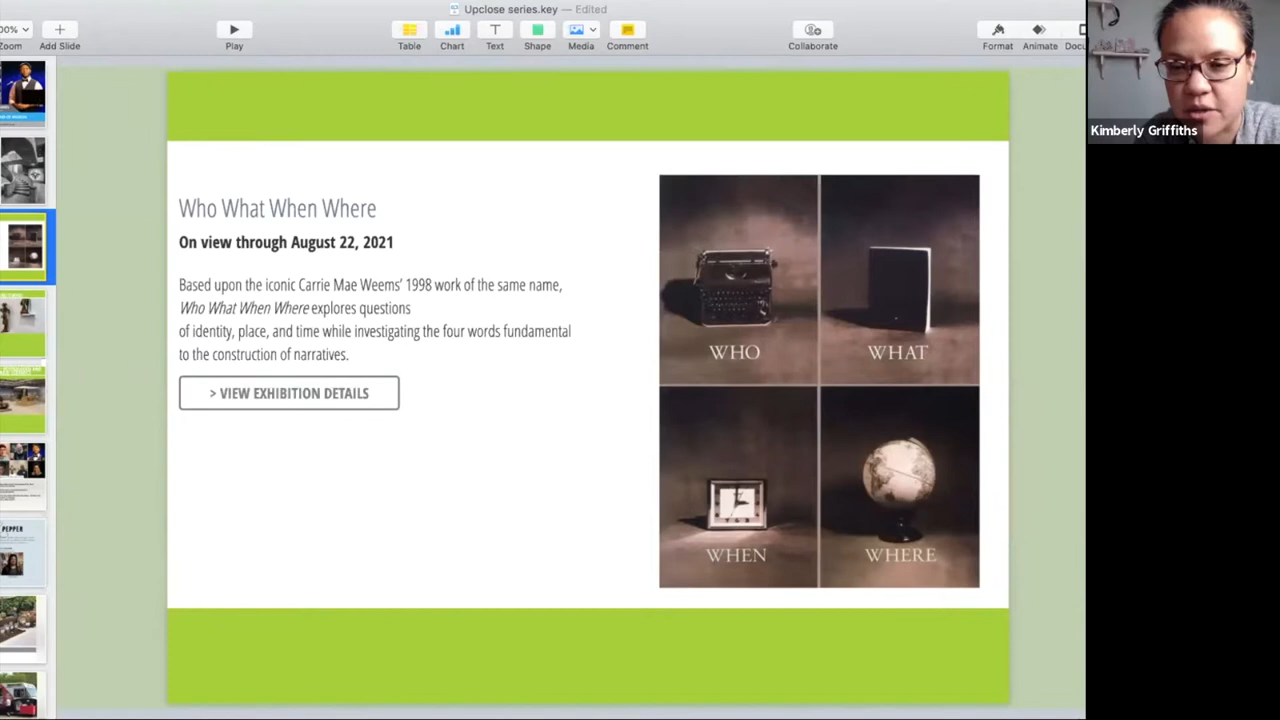 Upclose series.key — Edited
Zoom
Add Slide
Play
Table
Chart
Text
Shape
Media
Comment
Collaborate
Format
Animate
Kimberly Griffiths
Who What When Where
On view through August 22, 2021
Based upon the iconic Carrie Mae Weems’ 1998 work of the same name,
Who What When Where explores questions
of identity, place, and time while investigating the four words fundamental
to the construction of narratives.
> VIEW EXHIBITION DETAILS
WHO
WHAT
WHEN
WHERE
PEPPER